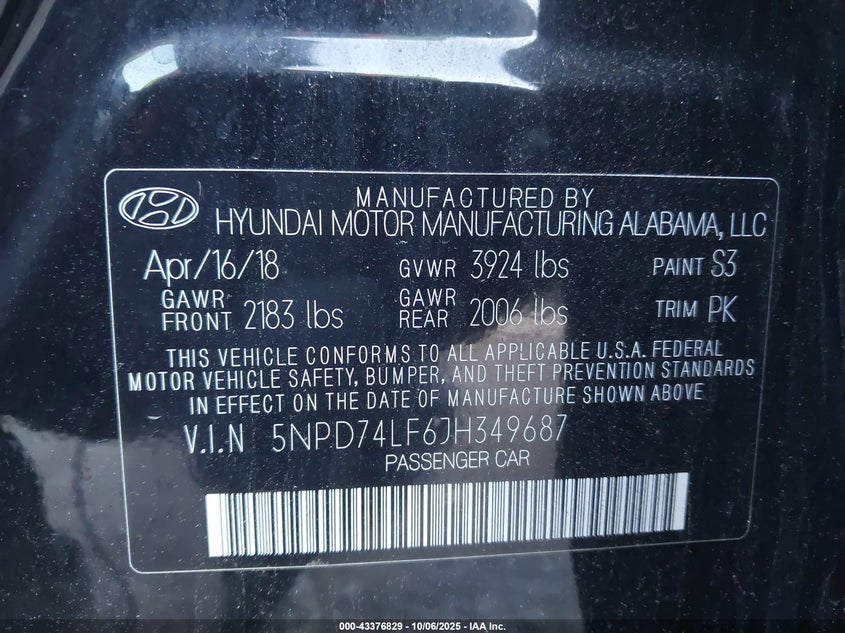 MANUFACTURED BY
HYUNDAI MOTOR MANUFACTURING ALABAMA, LLC
Apr/16/18 GVWR 3924 lbs PAINT S3
GAWR FRONT 2183 lbs GAWR REAR 2006 lbs TRIM PK
THIS VEHICLE CONFORMS TO ALL APPLICABLE U.S.A. FEDERAL
MOTOR VEHICLE SAFETY, BUMPER, AND THEFT PREVENTION STANDARDS
IN EFFECT ON THE DATE OF MANUFACTURE SHOWN ABOVE
V.I.N 5NPD74LF6JH349687
PASSENGER CAR
000-43376829 - 10/06/2025 - IAA Inc.